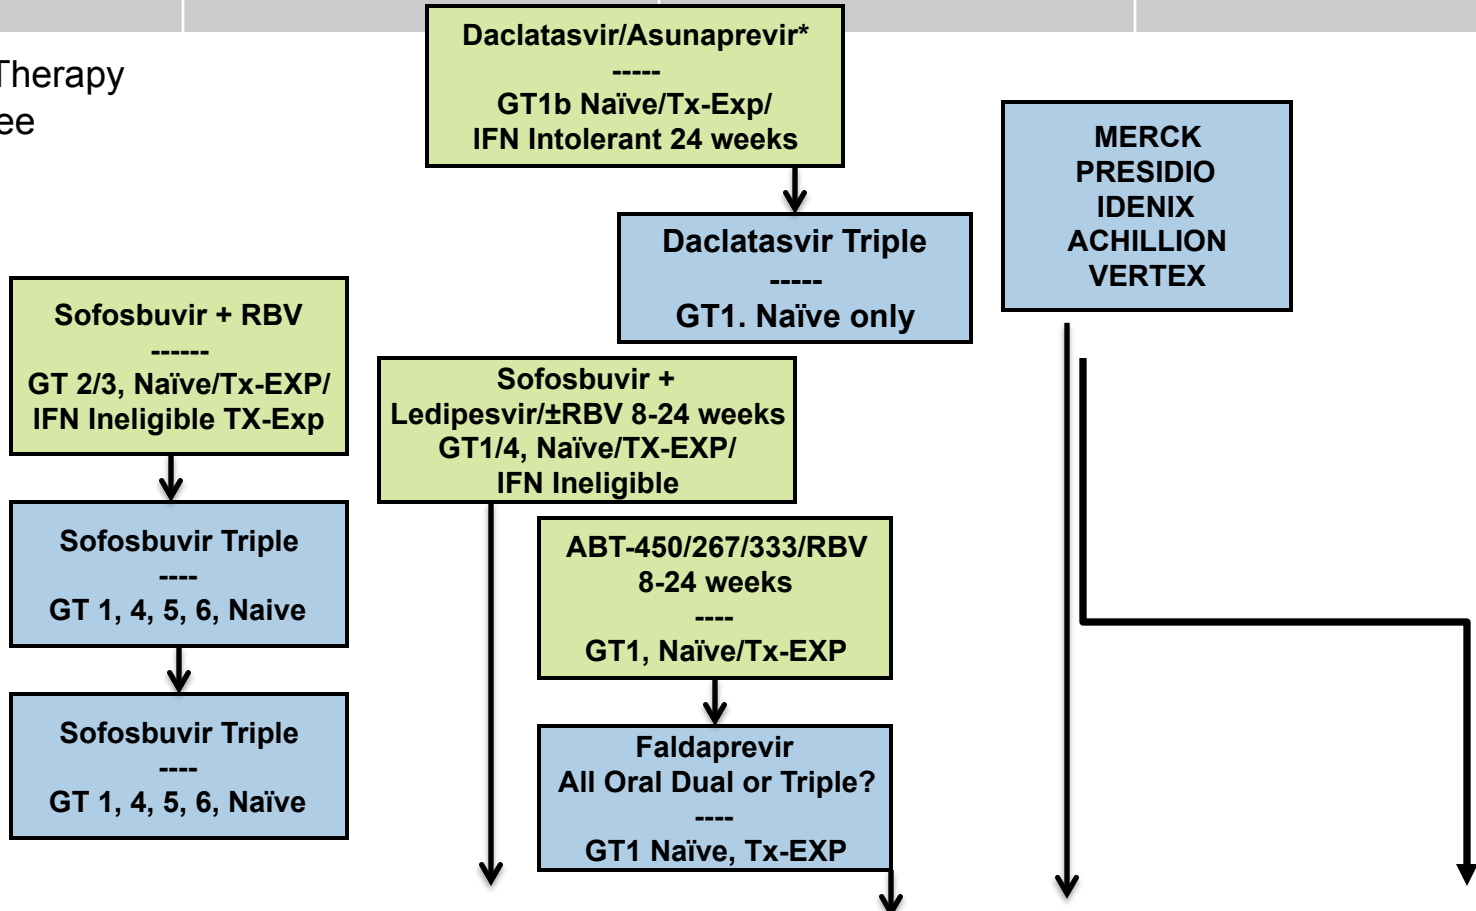 Therapy
ee
Daclatasvir/Asunaprevir*
-----
GT1b Naïve/Tx-Exp/
IFN Intolerant 24 weeks
MERCK
PRESIDIO
IDENIX
ACHILLION
VERTEX
Daclatasvir Triple
-----
GT1. Naïve only
Sofosbuvir + RBV
------
GT 2/3, Naïve/Tx-EXP/
IFN Ineligible TX-Exp
Sofosbuvir +
Ledipesvir/±RBV 8-24 weeks
GT1/4, Naïve/TX-EXP/
IFN Ineligible
Sofosbuvir Triple
----
GT 1, 4, 5, 6, Naive
ABT-450/267/333/RBV
8-24 weeks
----
GT1, Naïve/Tx-EXP
Sofosbuvir Triple
----
GT 1, 4, 5, 6, Naïve
Faldaprevir
All Oral Dual or Triple?
----
GT1 Naïve, Tx-EXP